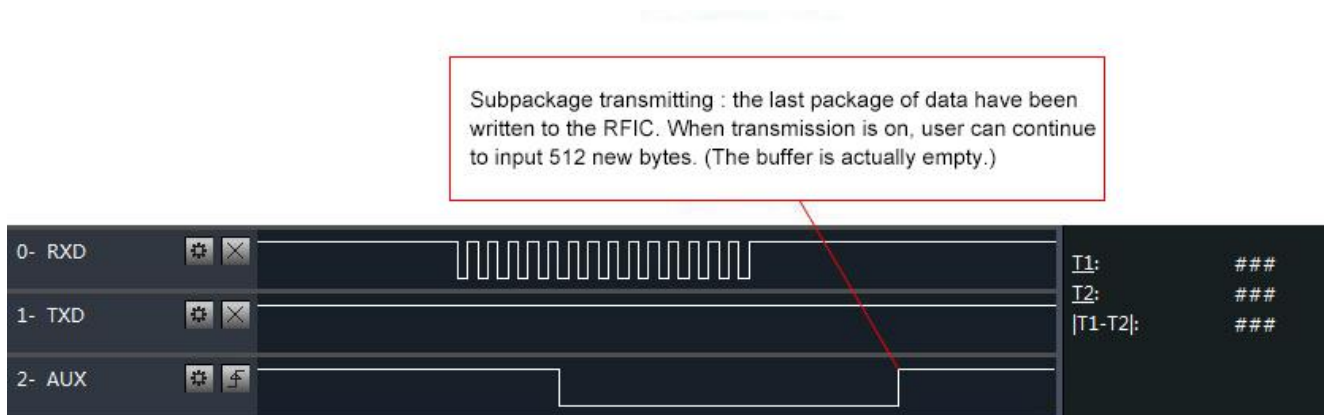 Subpackage transmitting : the last package of data have been
written to the RFIC. When transmission is on, user can continue
to input 512 new bytes. (The buffer is actually empty.)
0- RXD
T1: ###
T2: ###
1- TXD
|T1-T2|: ###
2- AUX